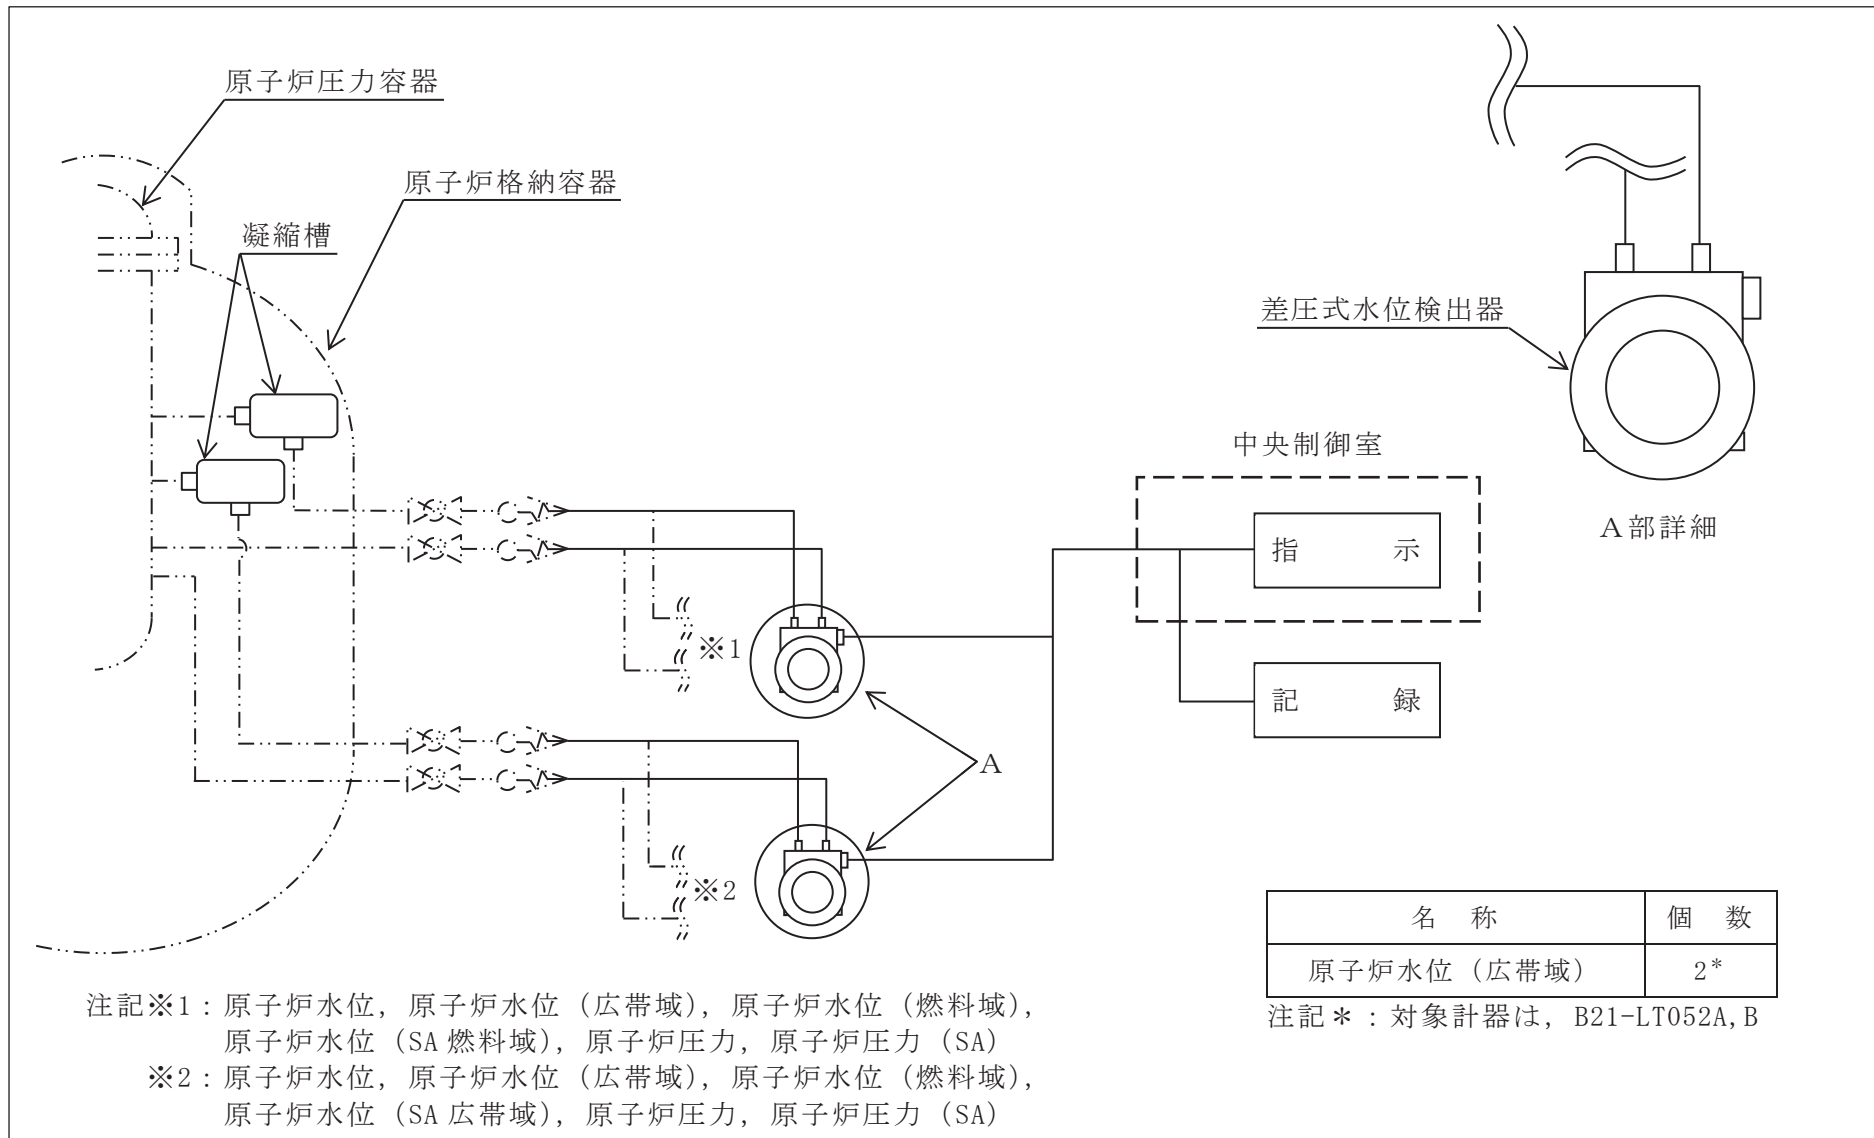 原子炉圧力容器
原子炉格納容器
凝縮槽
差圧式水位検出器
A部詳細
中央制御室
指 示
記 録
※1
A
※2
名 称 個 数
原子炉水位（広帯域） 2*
注記＊：対象計器は，B21-LT052A,B
注記※1：原子炉水位，原子炉水位（広帯域），原子炉水位（燃料域），
原子炉水位（SA燃料域），原子炉圧力，原子炉圧力（SA）
※2：原子炉水位，原子炉水位（広帯域），原子炉水位（燃料域），
原子炉水位（SA広帯域），原子炉圧力，原子炉圧力（SA）